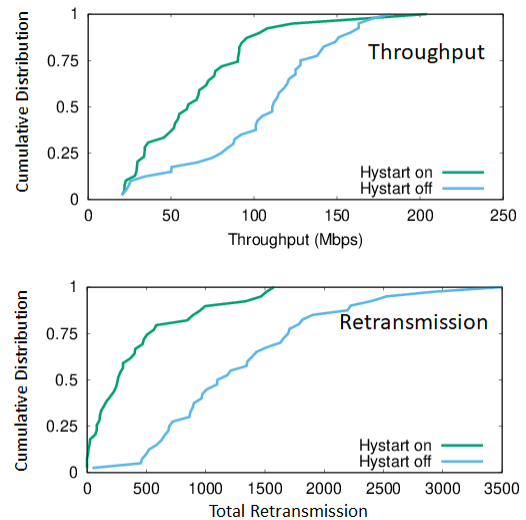 Cumulative Distribution
1
0.75
0.5
0.25
0
Throughput
Hystart on
Hystart off
0 50 100 150 200 250
Throughput (Mbps)
Cumulative Distribution
1
0.75
0.5
0.25
0
Retransmission
Hystart on
Hystart off
0 500 1000 1500 2000 2500 3000 3500
Total Retransmission